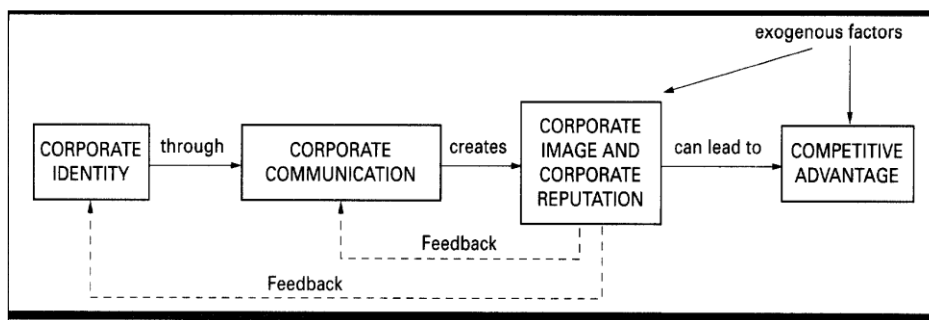 exogenous factors
CORPORATE
IDENTITY
through
CORPORATE
COMMUNICATION
creates
CORPORATE
IMAGE AND
CORPORATE
REPUTATION
can lead to
COMPETITIVE
ADVANTAGE
Feedback
Feedback